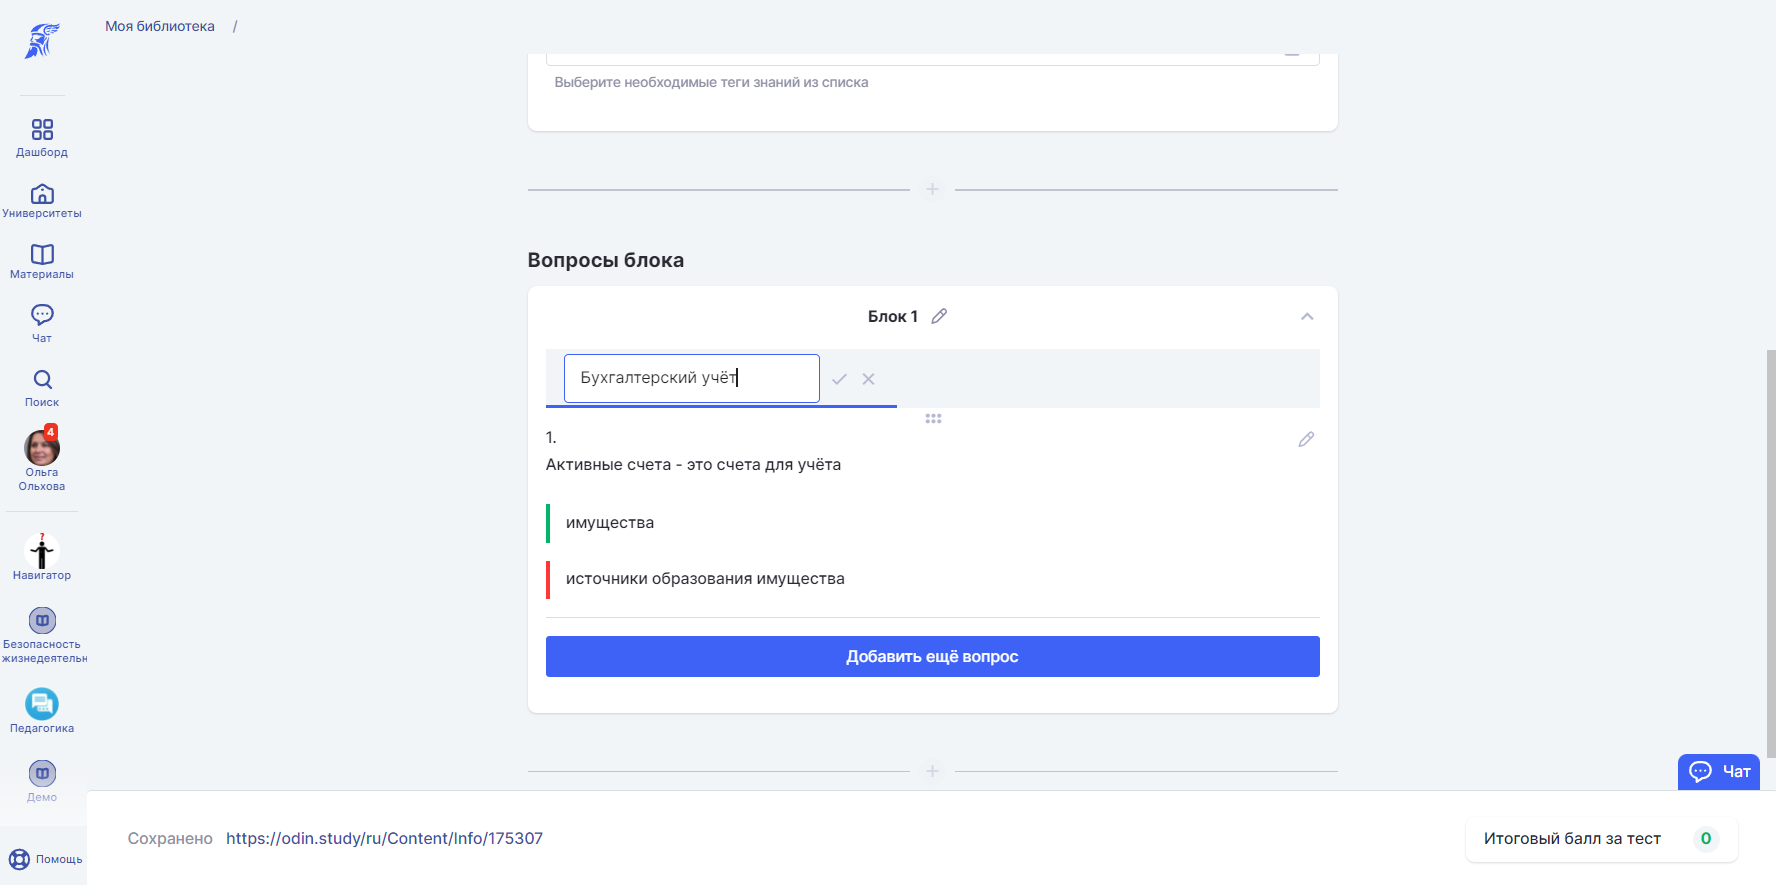 Моя библиотека /
Выберите необходимые теги знаний из списка
Дашборд
Университеты
Материалы
Чат
Поиск
4
Ольга
Ольхова
?
Навигатор
Безопасность
жизнедеятельн
Педагогика
Демо
Помощь
Вопросы блока
Блок 1
Бухгалтерский учёт
1.
Активные счета - это счета для учёта
имущества
источники образования имущества
Добавить ещё вопрос
Чат
Сохранено https://odin.study/ru/Content/Info/175307
Итоговый балл за тест 0